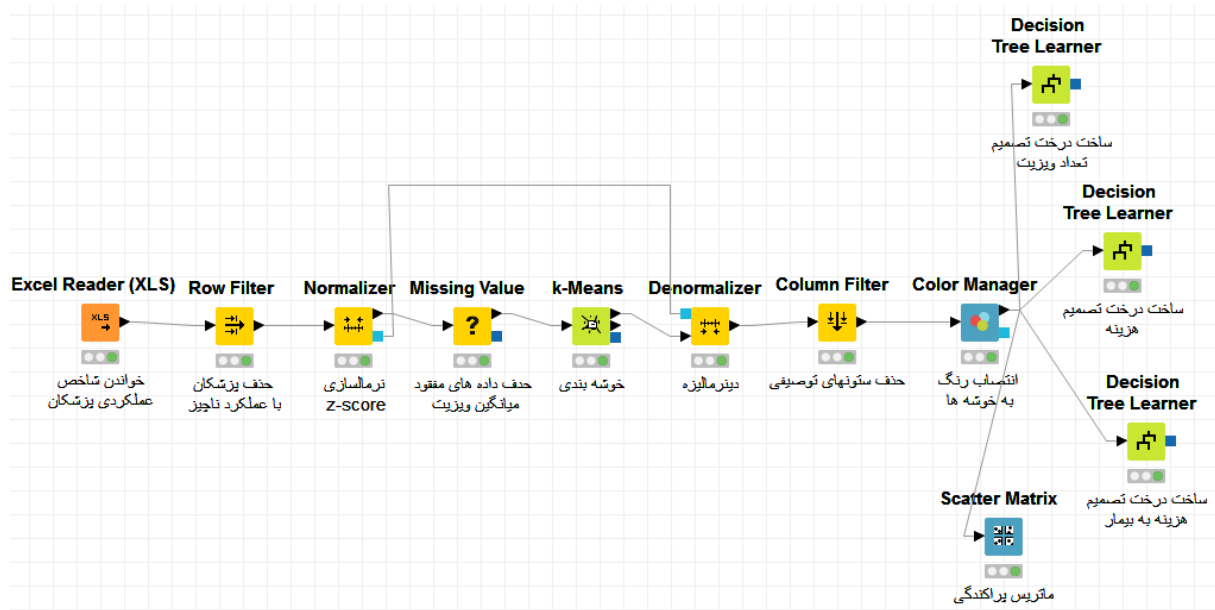 Decision
Tree Learner
ساخت درخت تصمیم
تعداد ویزیت
Decision
Tree Learner
ساخت درخت تصمیم
هزینه
Excel Reader (XLS)
XLS
خواندن شاخص
عملکردی پزشکان
Row Filter
حذف پزشکان
با عملکرد ناچیز
Normalizer
نرمالسازی
z-score
Missing Value
?
حدف داده های مفقود
میانگین ویزیت
k-Means
خوشه بندی
Denormalizer
دینرمالیزه
Column Filter
حذف ستونهای توصیفی
Color Manager
انتصاب رنگ
به خوشه ها
Decision
Tree Learner
ساخت درخت تصمیم
هزینه به بیمار
Scatter Matrix
ماتریس پراکندگی